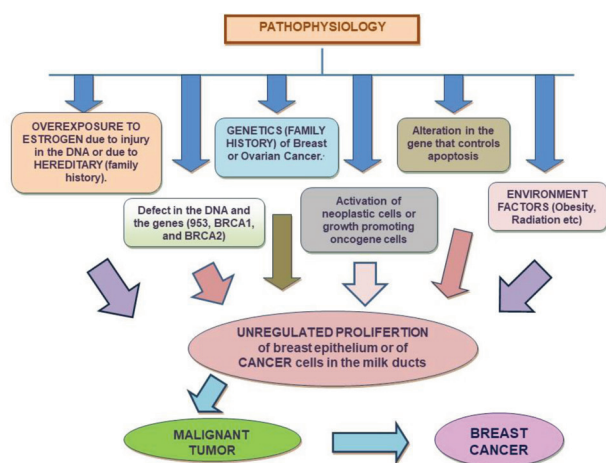 PATHOPHYSIOLOGY
OVEREXPOSURE TO
ESTROGEN due to injury
in the DNA or due to
HEREDITARY (family
history).
GENETICS (FAMILY
HISTORY) of Breast
or Ovarian Cancer.
Alteration in the
gene that controls
apoptosis
Defect in the DNA and
the genes (953, BRCA1,
and BRCA2)
Activation of
neoplastic cells or
growth promoting
oncogene cells
ENVIRONMENT
FACTORS (Obesity,
Radiation etc)
UNREGULATED PROLIFERTION
of breast epithelium or of
CANCER cells in the milk ducts
MALIGNANT
TUMOR
BREAST
CANCER